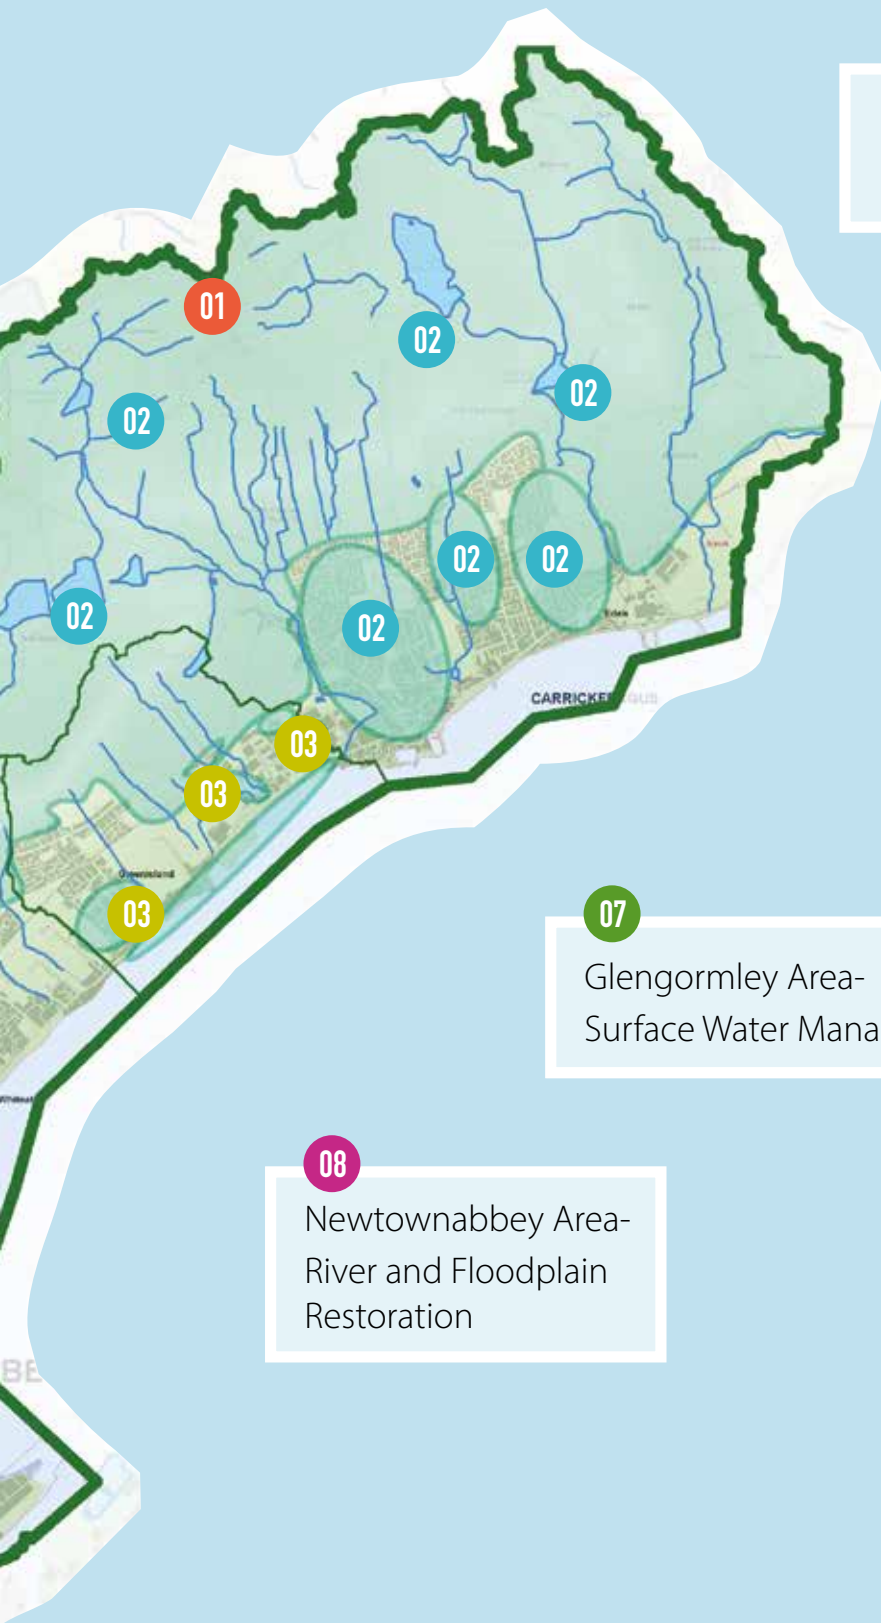 01
02
02
02
02
02
02
02
CARRICKFERGUS
03
03
03
07
Glengormley Area-
Surface Water Mana
08
Newtownabbey Area-
River and Floodplain
Restoration
BE